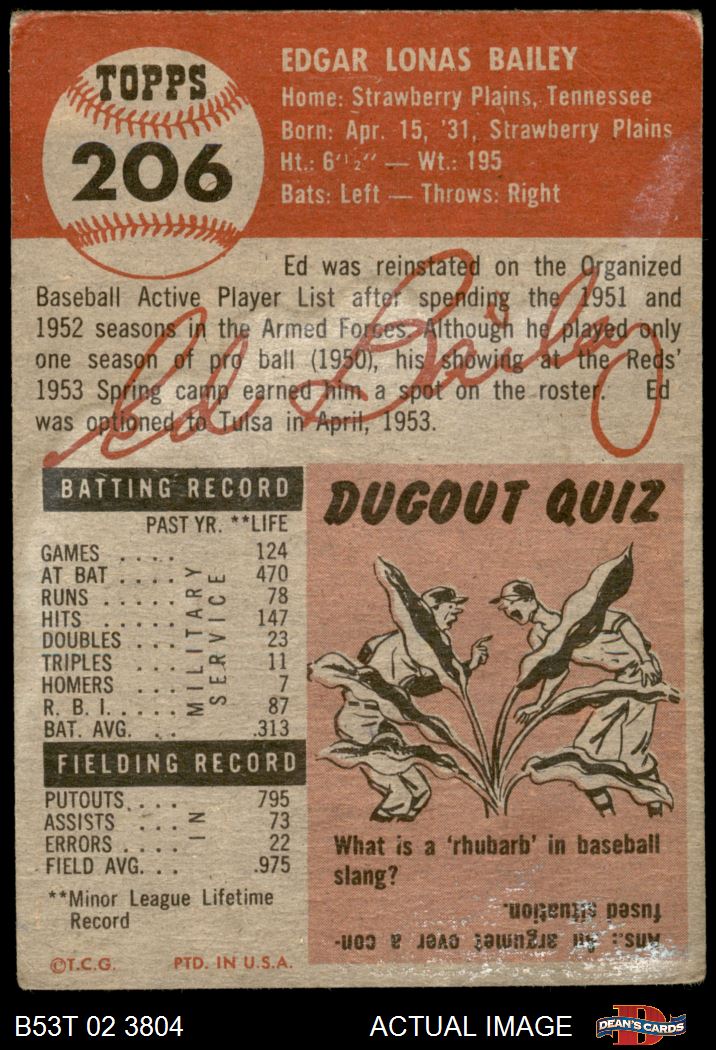 TOPPS
206
EDGAR LONAS BAILEY
Home: Strawberry Plains, Tennessee
Born: Apr. 15, '31, Strawberry Plains
Ht.: 6'½" — Wt.: 195
Bats: Left — Throws: Right
Ed was reinstated on the Organized
Baseball Active Player List after spending the 1951 and
1952 seasons in the Armed Forces. Although he played only
one season of pro ball (1950), his showing at the Reds'
1953 Spring camp earned him a spot on the roster. Ed
was optioned to Tulsa in April, 1953.
Ed Bailey
BATTING RECORD
PAST YR. **LIFE
GAMES . . . . 124
AT BAT . . . . 470
RUNS . . . . . 78
HITS . . . . . 147
DOUBLES . . . 23
TRIPLES . . . 11
HOMERS . . . 7
R. B. I. . . . . . 87
BAT. AVG. . . .313
IN MILITARY
SERVICE
FIELDING RECORD
PUTOUTS. . . . 795
ASSISTS . . . 73
ERRORS . . . . 22
FIELD AVG. . . . .975
**Minor League Lifetime
Record
©T.C.G. PTD. IN U.S.A.
DUGOUT QUIZ
What is a 'rhubarb' in baseball
slang?
Ans.: An argumet over a con-
fused situation.
B53T 02 3804
ACTUAL IMAGE
D
DEAN'S CARDS